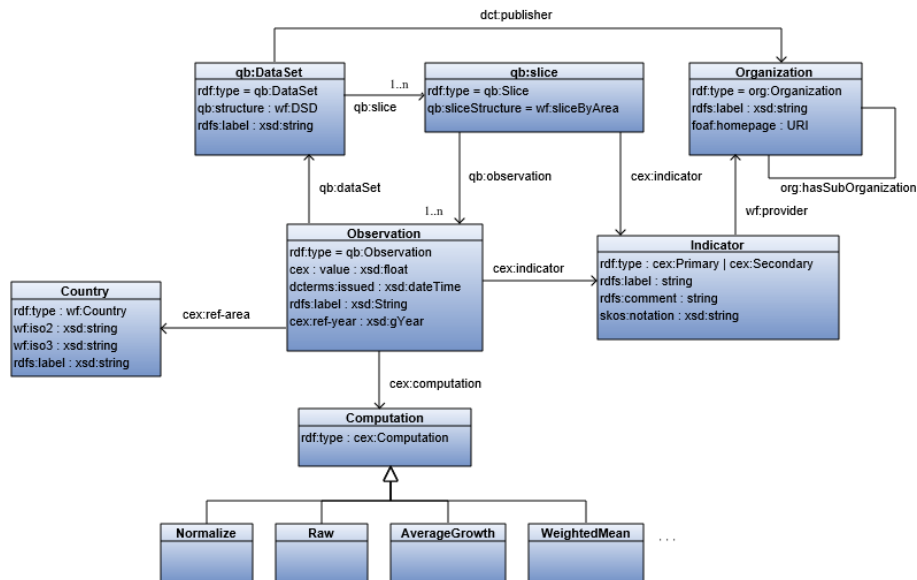 dct:publisher
qb:DataSet
rdf:type = qb:DataSet
qb:structure : wf:DSD
rdfs:label : xsd:string
1..n
qb:slice
qb:slice
rdf:type = qb:Slice
qb:sliceStructure = wf:sliceByArea
Organization
rdf:type = org:Organization
rdfs:label : xsd:string
foaf:homepage : URI
org:hasSubOrganization
qb:dataSet
qb:observation
cex:indicator
wf:provider
1..n
Observation
rdf:type = qb:Observation
cex : value : xsd:float
dcterms:issued : xsd:dateTime
rdfs:label : xsd:String
cex:ref-year : xsd:gYear
cex:indicator
Indicator
rdf:type : cex:Primary | cex:Secondary
rdfs:label : string
rdfs:comment : string
skos:notation : xsd:string
Country
rdf:type : wf:Country
wf:iso2 : xsd:string
wf:iso3 : xsd:string
rdfs:label : xsd:string
cex:ref-area
cex:computation
Computation
rdf:type : cex:Computation
Normalize
Raw
AverageGrowth
WeightedMean
. . .